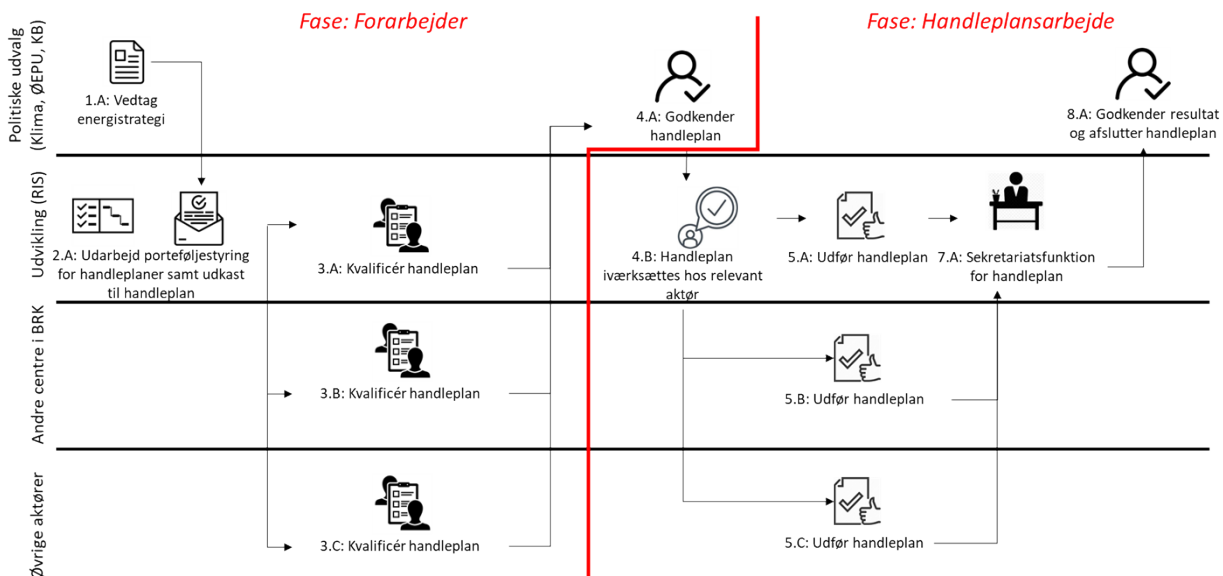 Fase: Forarbejder
Fase: Handleplansarbejde
Politiske udvalg
(Klima, ØEPU, KB)
1.A: Vedtag
energistrategi
4.A: Godkender
handleplan
8.A: Godkender resultat
og afslutter handleplan
Udvikling (RIS)
2.A: Udarbejd porteføljestyring
for handleplaner samt udkast
til handleplan
3.A: Kvalificér handleplan
4.B: Handleplan
iværksættes hos relevant
aktør
5.A: Udfør handleplan
7.A: Sekretariatsfunktion
for handleplan
Andre centre i BRK
3.B: Kvalificér handleplan
5.B: Udfør handleplan
Øvrige aktører
3.C: Kvalificér handleplan
5.C: Udfør handleplan